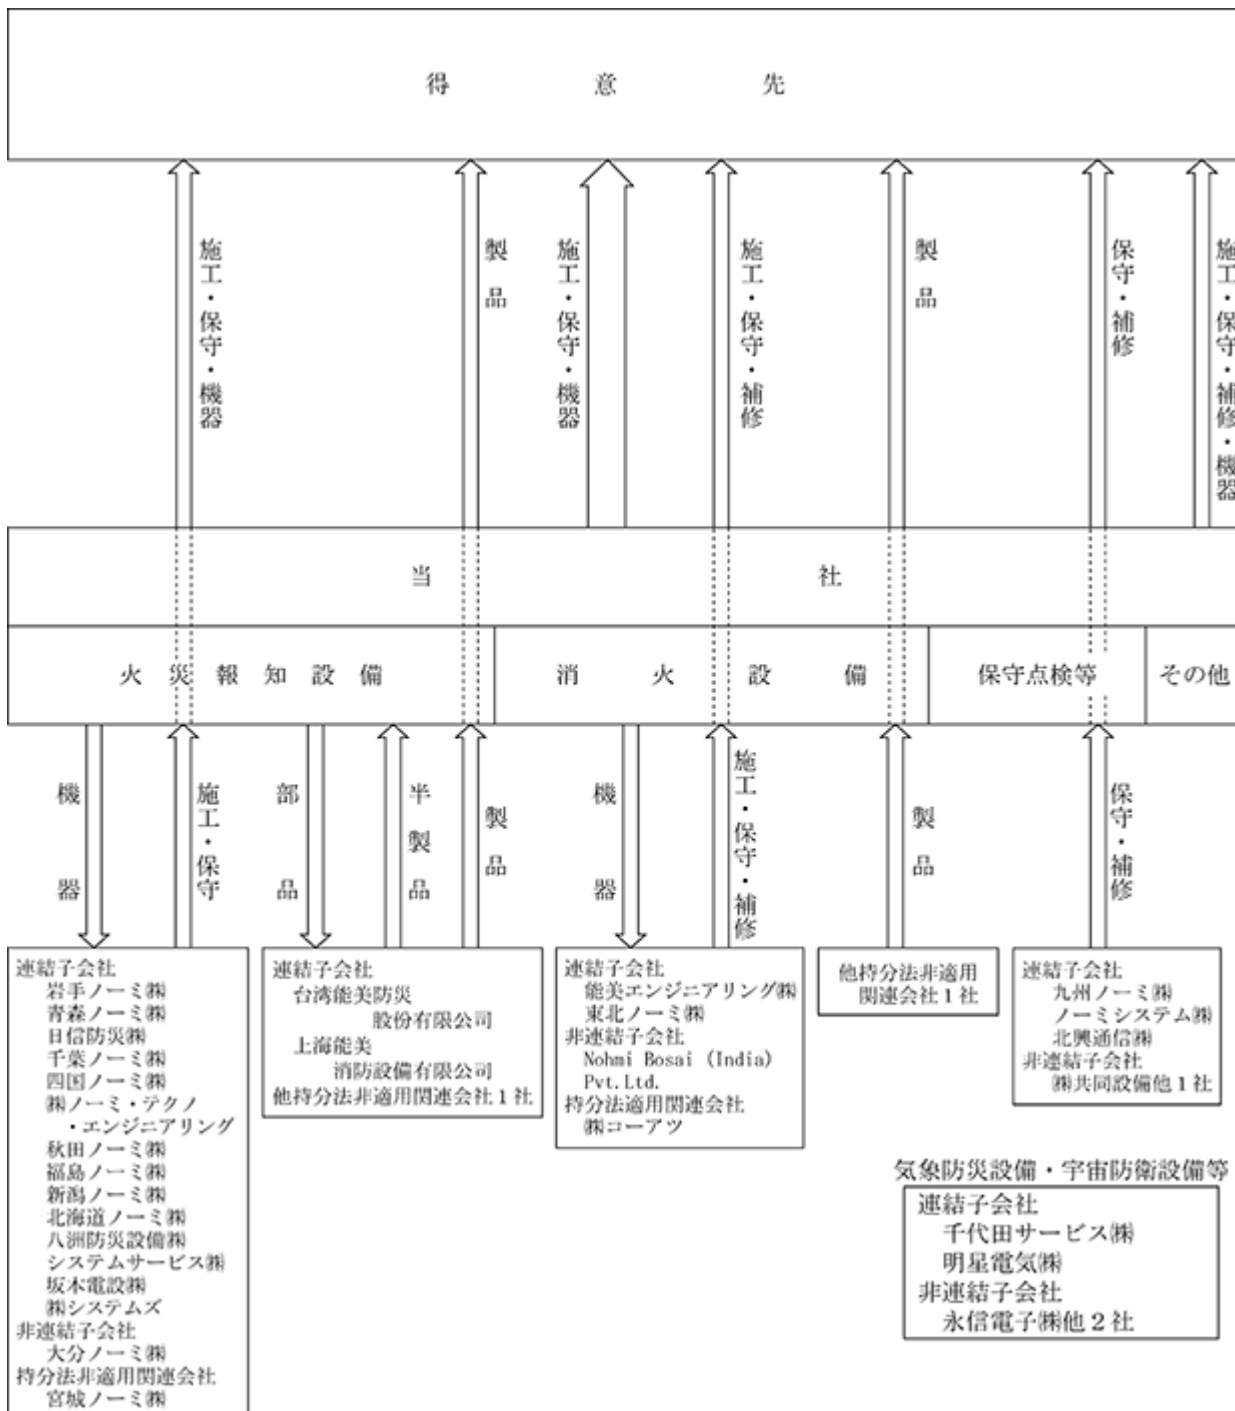 得意先
施工・保守・機器
製品
施工・保守・機器
施工・保守・補修
製品
保守・補修
施工・保守・補修・機器
当社
火災報知設備
消火設備
保守点検等
その他
機器
施工・保守
部品
半製品
製品
機器
施工・保守・補修
製品
保守・補修
連結子会社
岩手ノーミ㈱
青森ノーミ㈱
日信防災㈱
千葉ノーミ㈱
四国ノーミ㈱
㈱ノーミ・テクノ
・エンジニアリング
秋田ノーミ㈱
福島ノーミ㈱
新潟ノーミ㈱
北海道ノーミ㈱
八洲防災設備㈱
システムサービス㈱
坂本電設㈱
㈱システムズ
非連結子会社
大分ノーミ㈱
持分法非適用関連会社
宮城ノーミ㈱
連結子会社
台湾能美防災
股份有限公司
上海能美
消防設備有限公司
他持分法非適用関連会社１社
連結子会社
能美エンジニアリング㈱
東北ノーミ㈱
非連結子会社
Nohmi Bosai (India)
Pvt.Ltd.
持分法適用関連会社
㈱コーアツ
他持分法非適用
関連会社１社
連結子会社
九州ノーミ㈱
ノーミシステム㈱
北興通信㈱
非連結子会社
㈱共同設備他１社
気象防災設備・宇宙防衛設備等
連結子会社
千代田サービス㈱
明星電気㈱
非連結子会社
永信電子㈱他２社